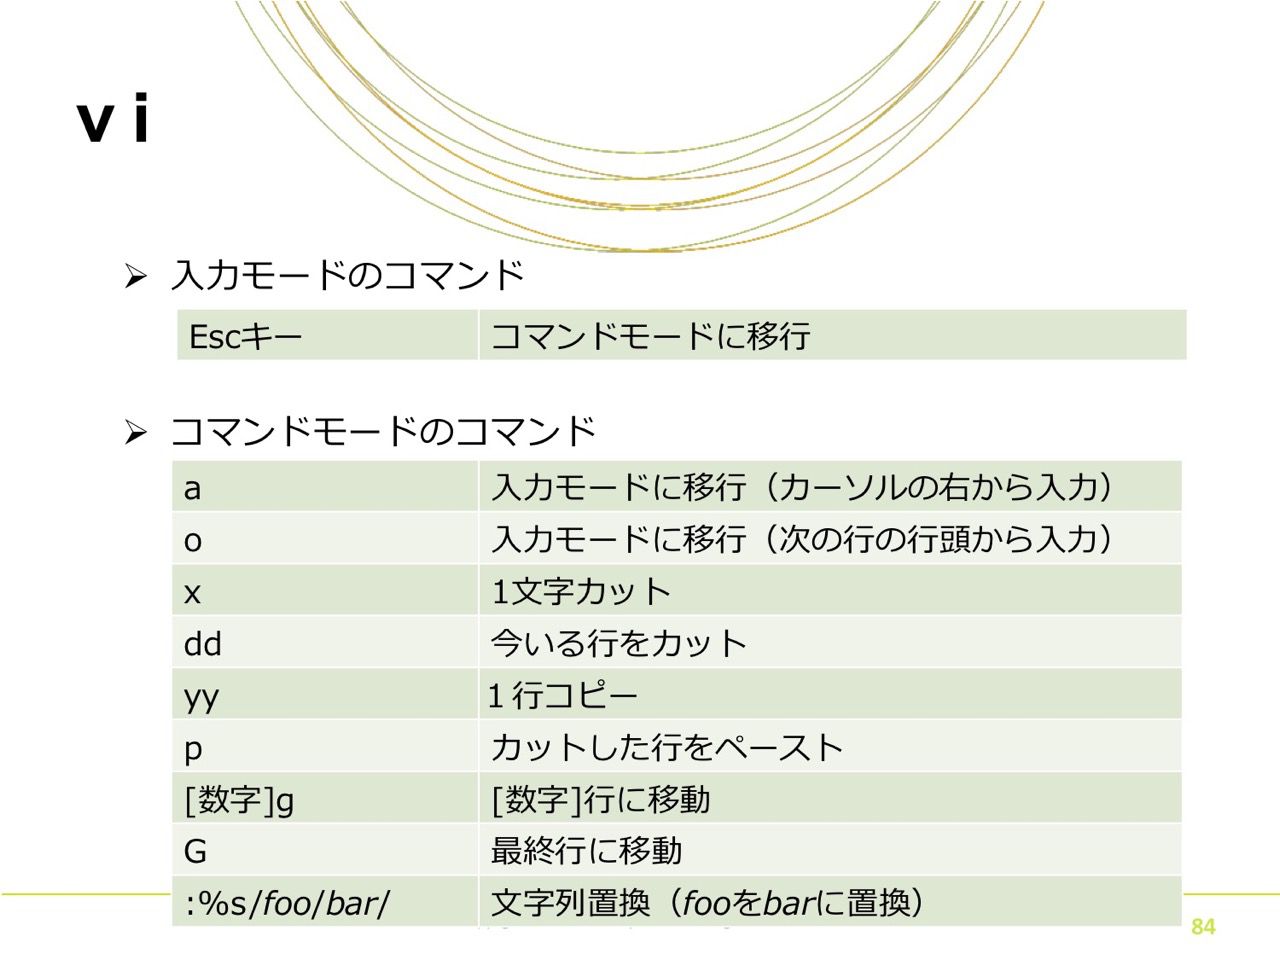 vi
入力モードのコマンド
Escキー コマンドモードに移行
コマンドモードのコマンド
a 入力モードに移行（カーソルの右から入力）
o 入力モードに移行（次の行の行頭から入力）
x 1文字カット
dd 今いる行をカット
yy １行コピー
p カットした行をペースト
[数字]g [数字]行に移動
G 最終行に移動
:%s/foo/bar/ 文字列置換（fooをbarに置換）
84